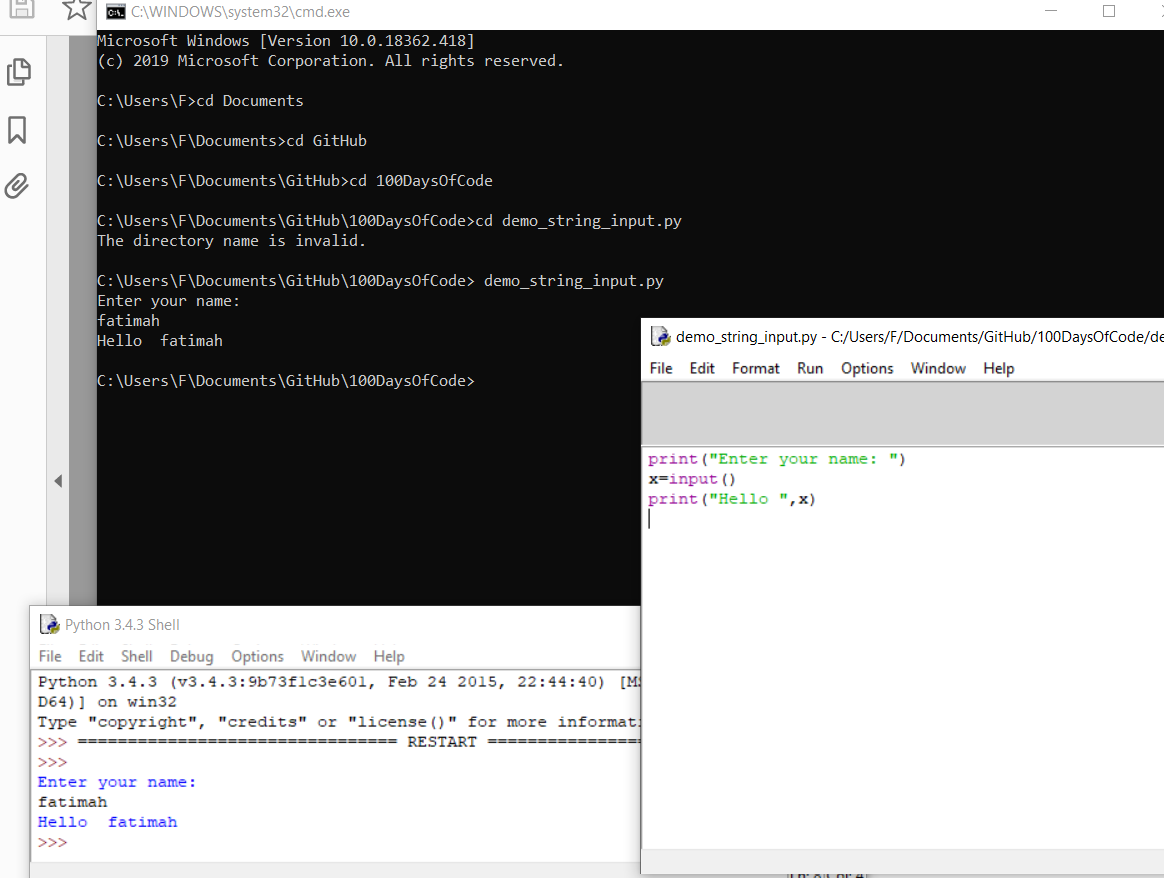 C:\WINDOWS\system32\cmd.exe
Microsoft Windows [Version 10.0.18362.418]
(c) 2019 Microsoft Corporation. All rights reserved.
C:\Users\F>cd Documents
C:\Users\F\Documents>cd GitHub
C:\Users\F\Documents\GitHub>cd 100DaysOfCode
C:\Users\F\Documents\GitHub\100DaysOfCode>cd demo_string_input.py
The directory name is invalid.
C:\Users\F\Documents\GitHub\100DaysOfCode> demo_string_input.py
Enter your name:
fatimah
Hello  fatimah
C:\Users\F\Documents\GitHub\100DaysOfCode>
demo_string_input.py - C:/Users/F/Documents/GitHub/100DaysOfCode/de
File Edit Format Run Options Window Help
print("Enter your name: ")
x=input()
print("Hello ",x)
Python 3.4.3 Shell
File Edit Shell Debug Options Window Help
Python 3.4.3 (v3.4.3:9b73f1c3e601, Feb 24 2015, 22:44:40) [M
D64)] on win32
Type "copyright", "credits" or "license()" for more informat
>>> ================================ RESTART ================
>>>
Enter your name:
fatimah
Hello  fatimah
>>>